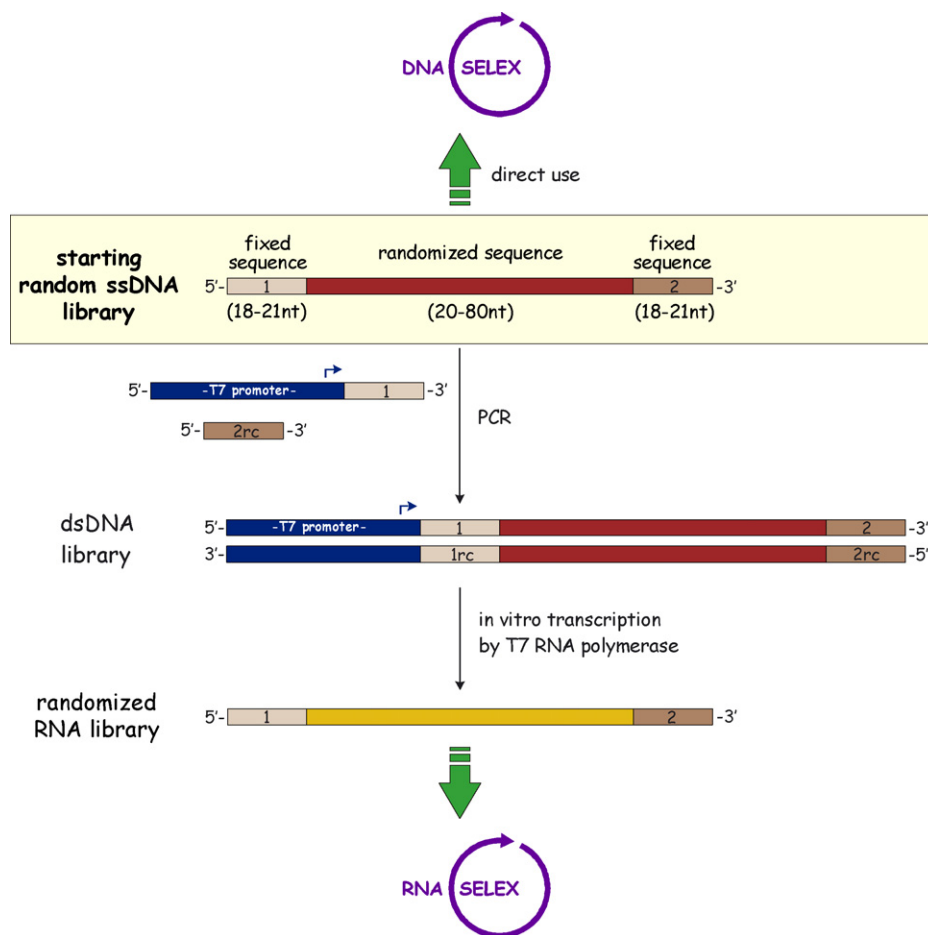 DNA SELEX
direct use
starting
random ssDNA
library
fixed
sequence
randomized sequence
fixed
sequence
5’- 1 2 -3’
(18-21nt) (20-80nt) (18-21nt)
5’- -T7 promoter- 1 -3’
5’- 2rc -3’
PCR
dsDNA
library
5’- -T7 promoter- 1 2 -3’
3’- 1rc 2rc -5’
in vitro transcription
by T7 RNA polymerase
randomized
RNA library
5’- 1 2 -3’
RNA SELEX